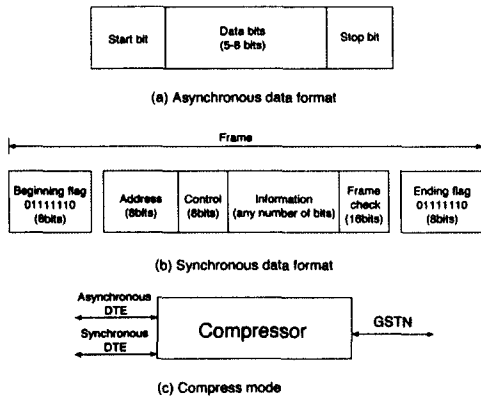 Start bit
Data bits
(5-8 bits)
Stop bit
(a) Asynchronous data format
Frame
Beginning flag
01111110
(8bits)
Address
(8bits)
Control
(8bits)
Information
(any number of bits)
Frame
check
(16bits)
Ending flag
01111110
(8bits)
(b) Synchronous data format
Asynchronous
DTE
Synchronous
DTE
Compressor
GSTN
(c) Compress mode